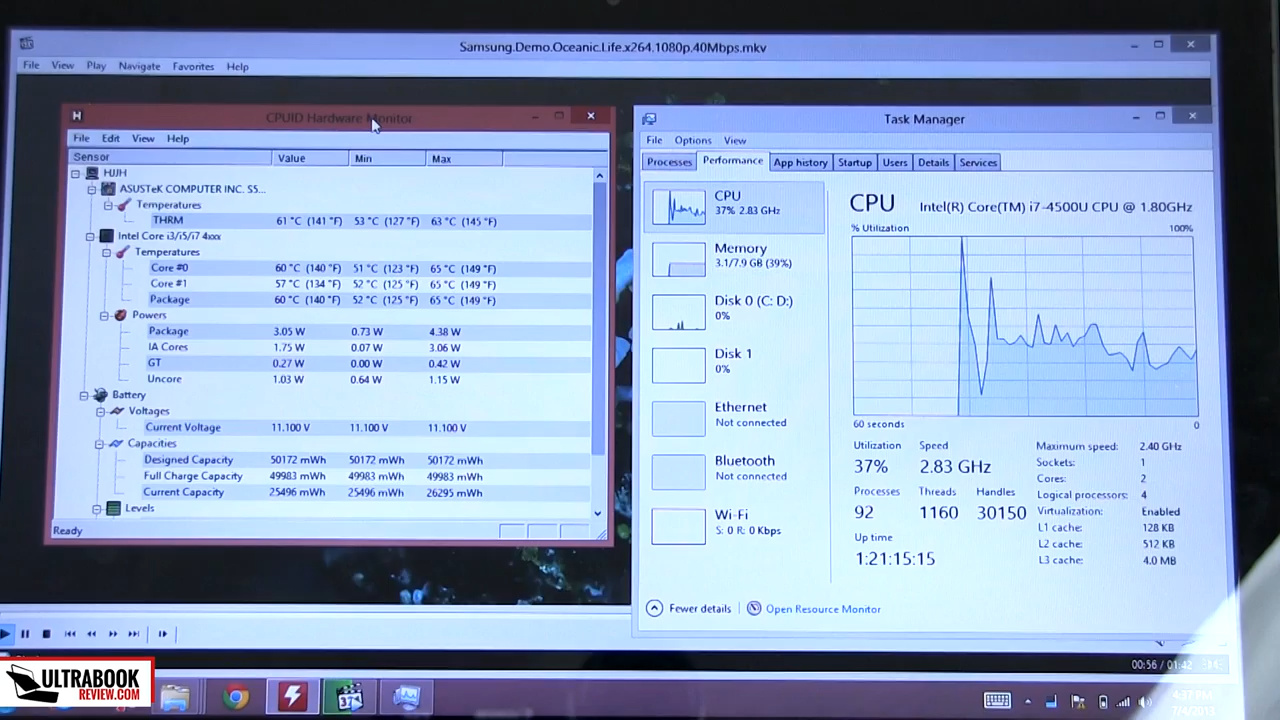 Samsung.Demo.Oceanic.Life.x264.1080p.40Mbps.mkv
File View Play Navigate Favorites Help
CPUID Hardware Monitor
File Edit View Help
Sensor Value Min Max
HJJH
ASUSTeK COMPUTER INC. S5...
Temperatures
THRM 61 °C (141 °F) 53 °C (127 °F) 63 °C (145 °F)
Intel Core i3/i5/i7 4xxx
Temperatures
Core #0 60 °C (140 °F) 51 °C (123 °F) 65 °C (149 °F)
Core #1 57 °C (134 °F) 52 °C (125 °F) 65 °C (149 °F)
Package 60 °C (140 °F) 52 °C (125 °F) 65 °C (149 °F)
Powers
Package 3.05 W 0.73 W 4.38 W
IA Cores 1.75 W 0.07 W 3.06 W
GT 0.27 W 0.00 W 0.42 W
Uncore 1.03 W 0.64 W 1.15 W
Battery
Voltages
Current Voltage 11.100 V 11.100 V 11.100 V
Capacities
Designed Capacity 50172 mWh 50172 mWh 50172 mWh
Full Charge Capacity 49983 mWh 49983 mWh 49983 mWh
Current Capacity 25496 mWh 25496 mWh 26295 mWh
Levels
Ready
Task Manager
File Options View
Processes Performance App history Startup Users Details Services
CPU
37% 2.83 GHz
Memory
3.1/7.9 GB (39%)
Disk 0 (C: D:)
0%
Disk 1
0%
Ethernet
Not connected
Bluetooth
Not connected
Wi-Fi
S: 0 R: 0 Kbps
CPU Intel(R) Core(TM) i7-4500U CPU @ 1.80GHz
% Utilization 100%
60 seconds 0
Utilization Speed
37% 2.83 GHz
Processes Threads Handles
92 1160 30150
Up time
1:21:15:15
Maximum speed: 2.40 GHz
Sockets: 1
Cores: 2
Logical processors: 4
Virtualization: Enabled
L1 cache: 128 KB
L2 cache: 512 KB
L3 cache: 4.0 MB
Fewer details Open Resource Monitor
00:56 / 01:42
ULTRABOOK
REVIEW.COM
37
4:37 PM
7/4/2013